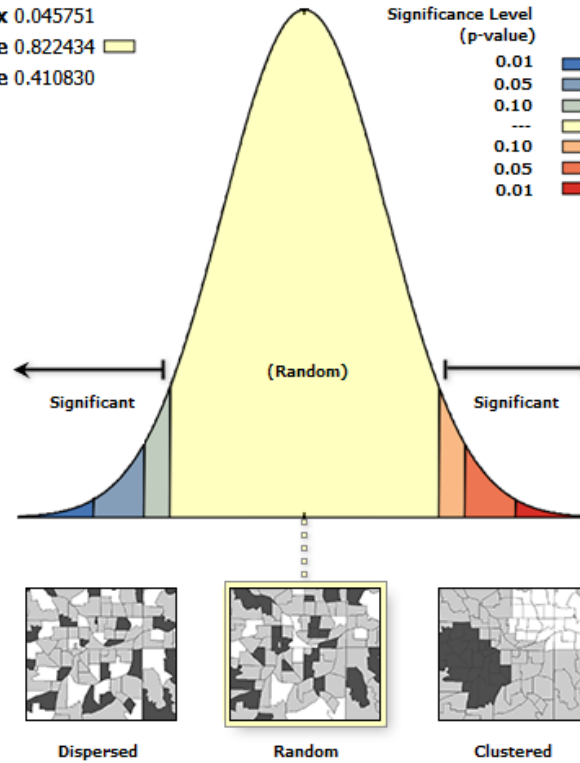 x 0.045751
e 0.822434
e 0.410830
Significance Level
(p-value)
0.01
0.05
0.10
---
0.10
0.05
0.01
(Random)
Significant
Significant
Dispersed
Random
Clustered